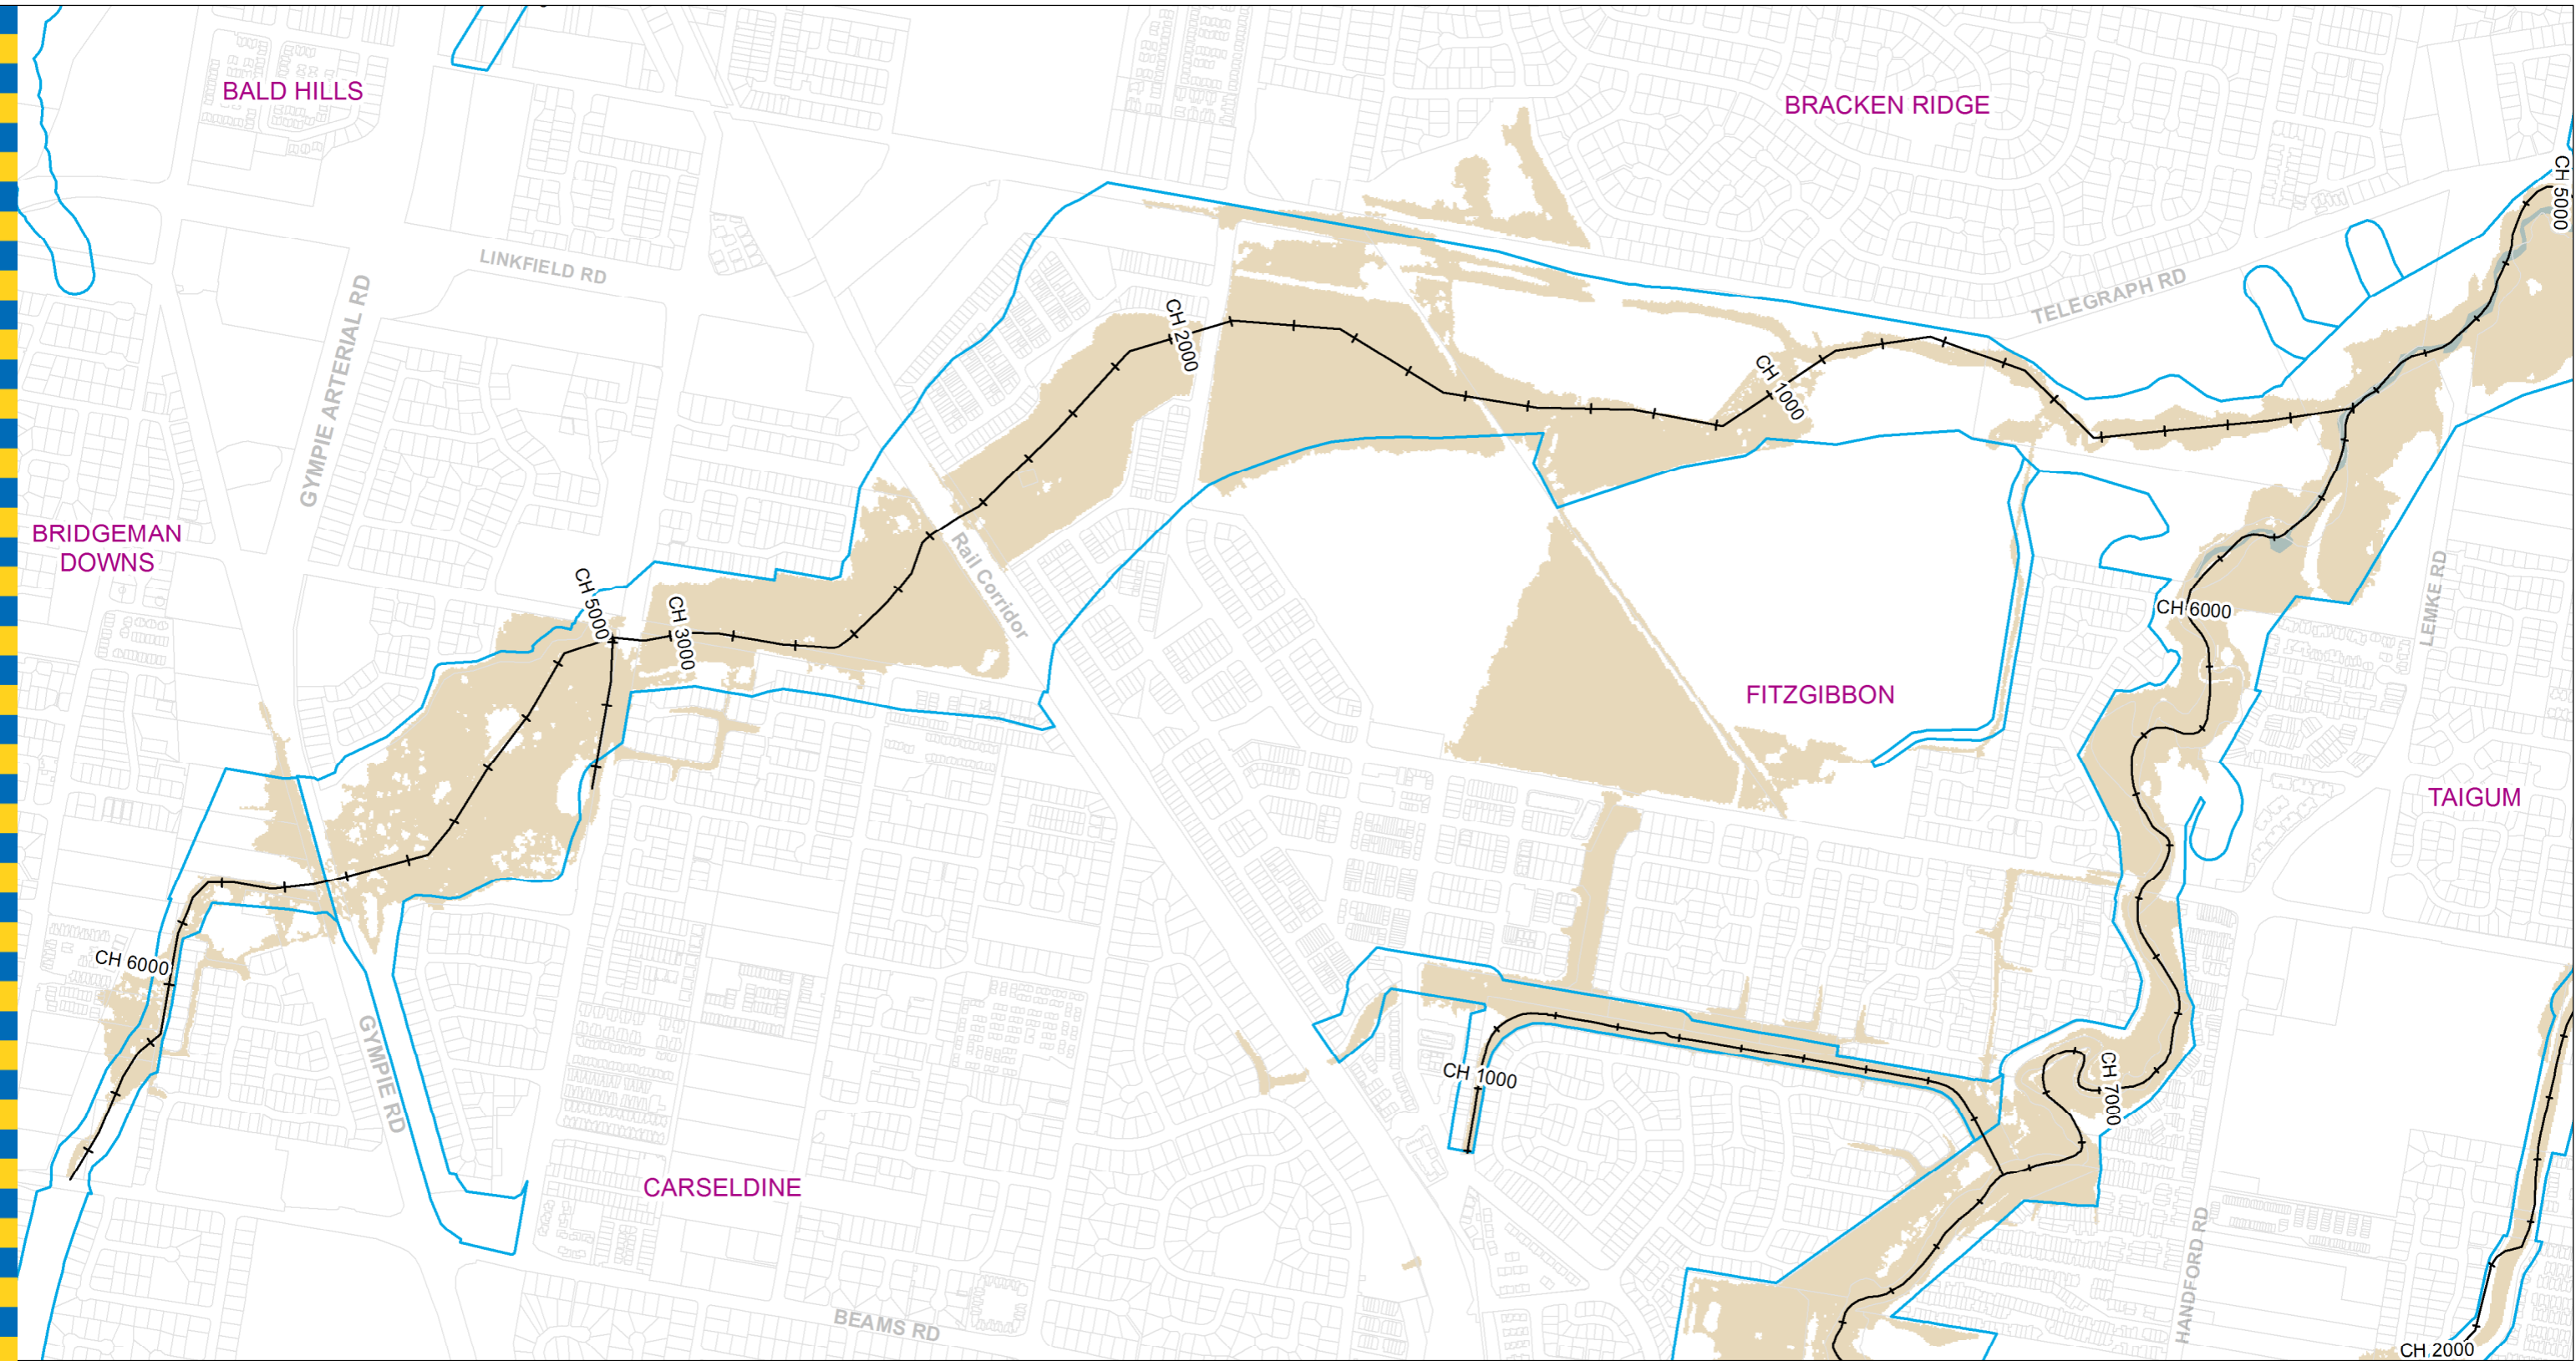 BALD HILLS
BRACKEN RIDGE
CH 5000
LINKFIELD RD
TELEGRAPH RD
GYMPIE ARTERIAL RD
CH 2000
CH 1000
BRIDGEMAN
DOWNS
Rail Corridor
CH 5000
CH 3000
CH 6000
LEMKE RD
FITZGIBBON
TAIGUM
CH 6000
GYMPIE RD
CH 1000
CH 7000
CARSELDINE
HANDFORD RD
BEAMS RD
CH 2000